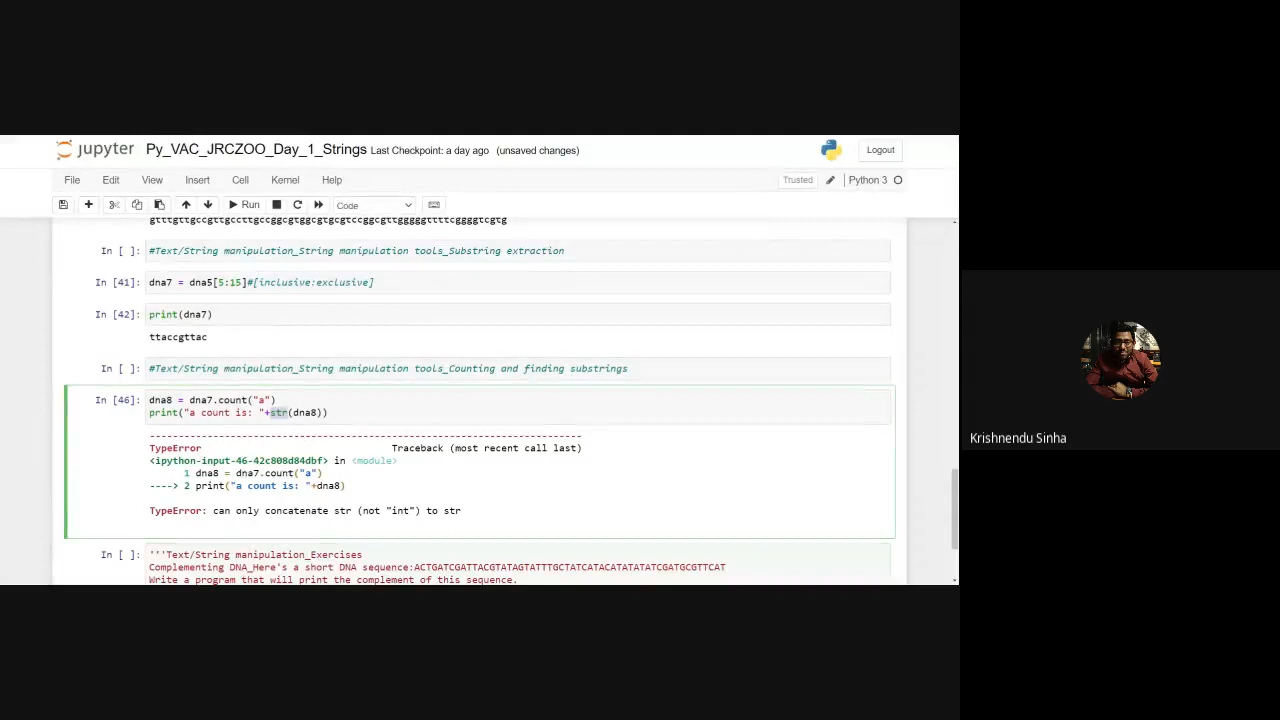 jupyter Py_VAC_JRCZOO_Day_1_Strings Last Checkpoint: a day ago (unsaved changes) Logout
File Edit View Insert Cell Kernel Help Trusted Python 3
Run Code
gtttgttgccgttgccttgccggcgtggcgtgcgtccggcgttgggggttttcggggtcgtg
In [ ]: #Text/String manipulation_String manipulation tools_Substring extraction
In [41]: dna7 = dna5[5:15]#[inclusive:exclusive]
In [42]: print(dna7)
ttaccgttac
In [ ]: #Text/String manipulation_String manipulation tools_Counting and finding substrings
In [46]: dna8 = dna7.count("a")
print("a count is: "+str(dna8))
---------------------------------------------------------------------------
TypeError Traceback (most recent call last)
<ipython-input-46-42c808d84dbf> in <module>
1 dna8 = dna7.count("a")
----> 2 print("a count is: "+dna8)
TypeError: can only concatenate str (not "int") to str
In [ ]: '''Text/String manipulation_Exercises
Complementing DNA_Here's a short DNA sequence:ACTGATCGATTACGTATAGTATTTGCTATCATACATATATATCGATGCGTTCAT
Write a program that will print the complement of this sequence.
Krishnendu Sinha